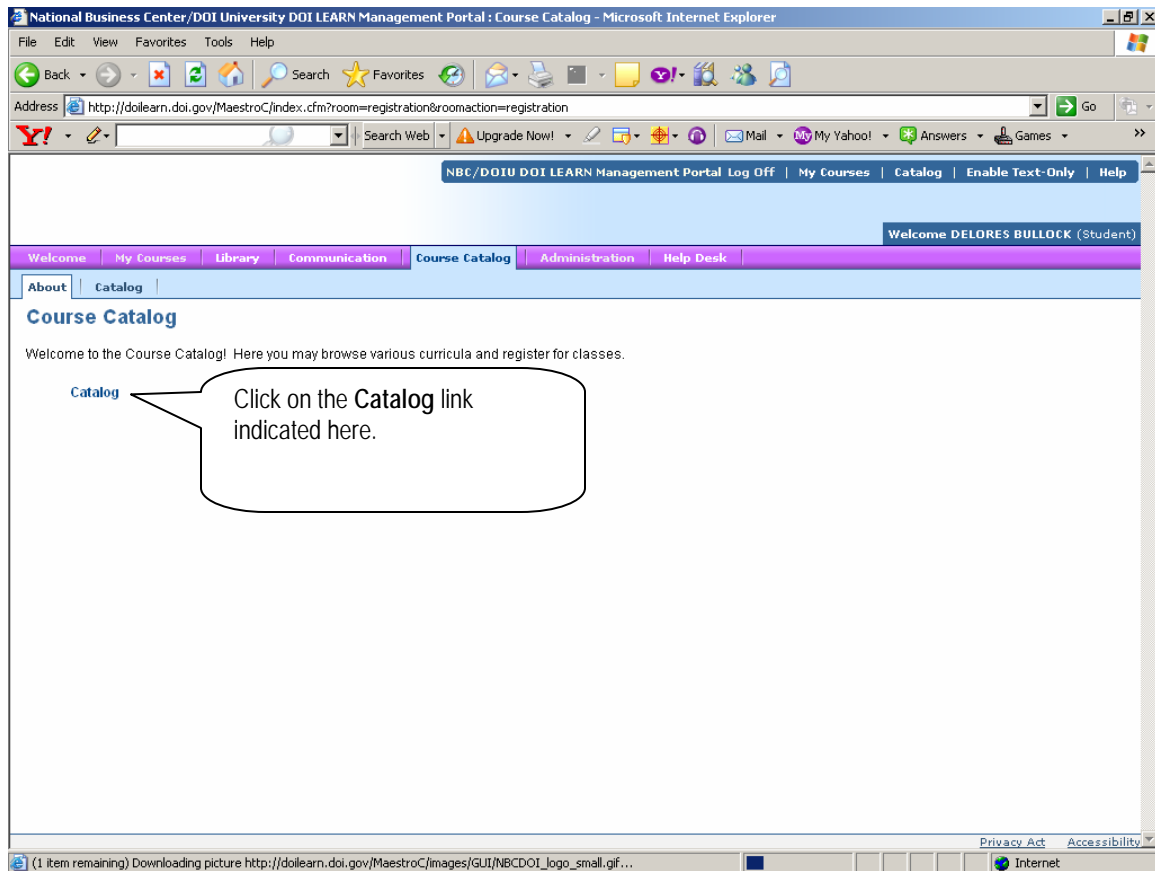 National Business Center/DOI University DOI LEARN Management Portal : Course Catalog - Microsoft Internet Explorer
File Edit View Favorites Tools Help
Back Search Favorites
Address http://doilearn.doi.gov/MaestroC/index.cfm?room=registration&roomaction=registration Go
Y! Search Web Upgrade Now! Mail My My Yahoo! Answers Games >>
NBC/DOIU DOI LEARN Management Portal Log Off | My Courses | Catalog | Enable Text-Only | Help
Welcome DELORES BULLOCK (Student)
Welcome | My Courses | Library | Communication | Course Catalog | Administration | Help Desk
About | Catalog
Course Catalog
Welcome to the Course Catalog! Here you may browse various curricula and register for classes.
Catalog
Click on the Catalog link
indicated here.
Privacy Act Accessibility
(1 item remaining) Downloading picture http://doilearn.doi.gov/MaestroC/images/GUI/NBCDOI_logo_small.gif... Internet